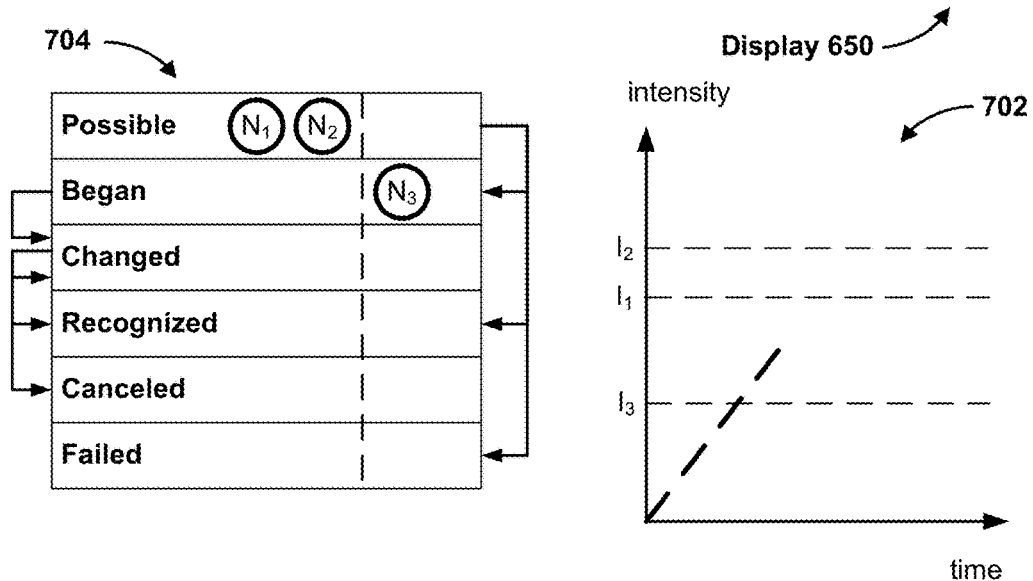 704
Possible N₁ N₂
Began N₃
Changed
Recognized
Canceled
Failed
Display 650
intensity
702
I₂
I₁
I₃
time